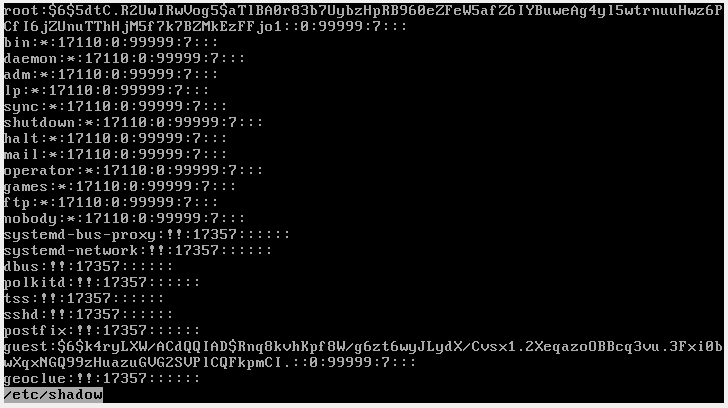 root:$6$5dtC.R2UwIRwVog5$aTlBA0r83b7UybzHpRB960eZFeW5afZ6IYBuweAg4yl5wtrnuuHwz6P
CfI6jZUnuTThHjM5f7k7BZMkEzFFjo1::0:99999:7:::
bin:*:17110:0:99999:7:::
daemon:*:17110:0:99999:7:::
adm:*:17110:0:99999:7:::
lp:*:17110:0:99999:7:::
sync:*:17110:0:99999:7:::
shutdown:*:17110:0:99999:7:::
halt:*:17110:0:99999:7:::
mail:*:17110:0:99999:7:::
operator:*:17110:0:99999:7:::
games:*:17110:0:99999:7:::
ftp:*:17110:0:99999:7:::
nobody:*:17110:0:99999:7:::
systemd-bus-proxy:!!:17357::::::
systemd-network:!!:17357::::::
dbus:!!:17357::::::
polkitd:!!:17357::::::
tss:!!:17357::::::
sshd:!!:17357::::::
postfix:!!:17357::::::
guest:$6$k4ryLXW/ACdQQIAD$Rnq8kvhKpf8W/g6zt6wyJLydX/Cvsx1.2XeqazoOBBcq3vu.3Fxi0b
wXqxNGQ99zHuazuGVG2SVPlCQFkpmCI.::0:99999:7:::
geoclue:!!:17357::::::
/etc/shadow